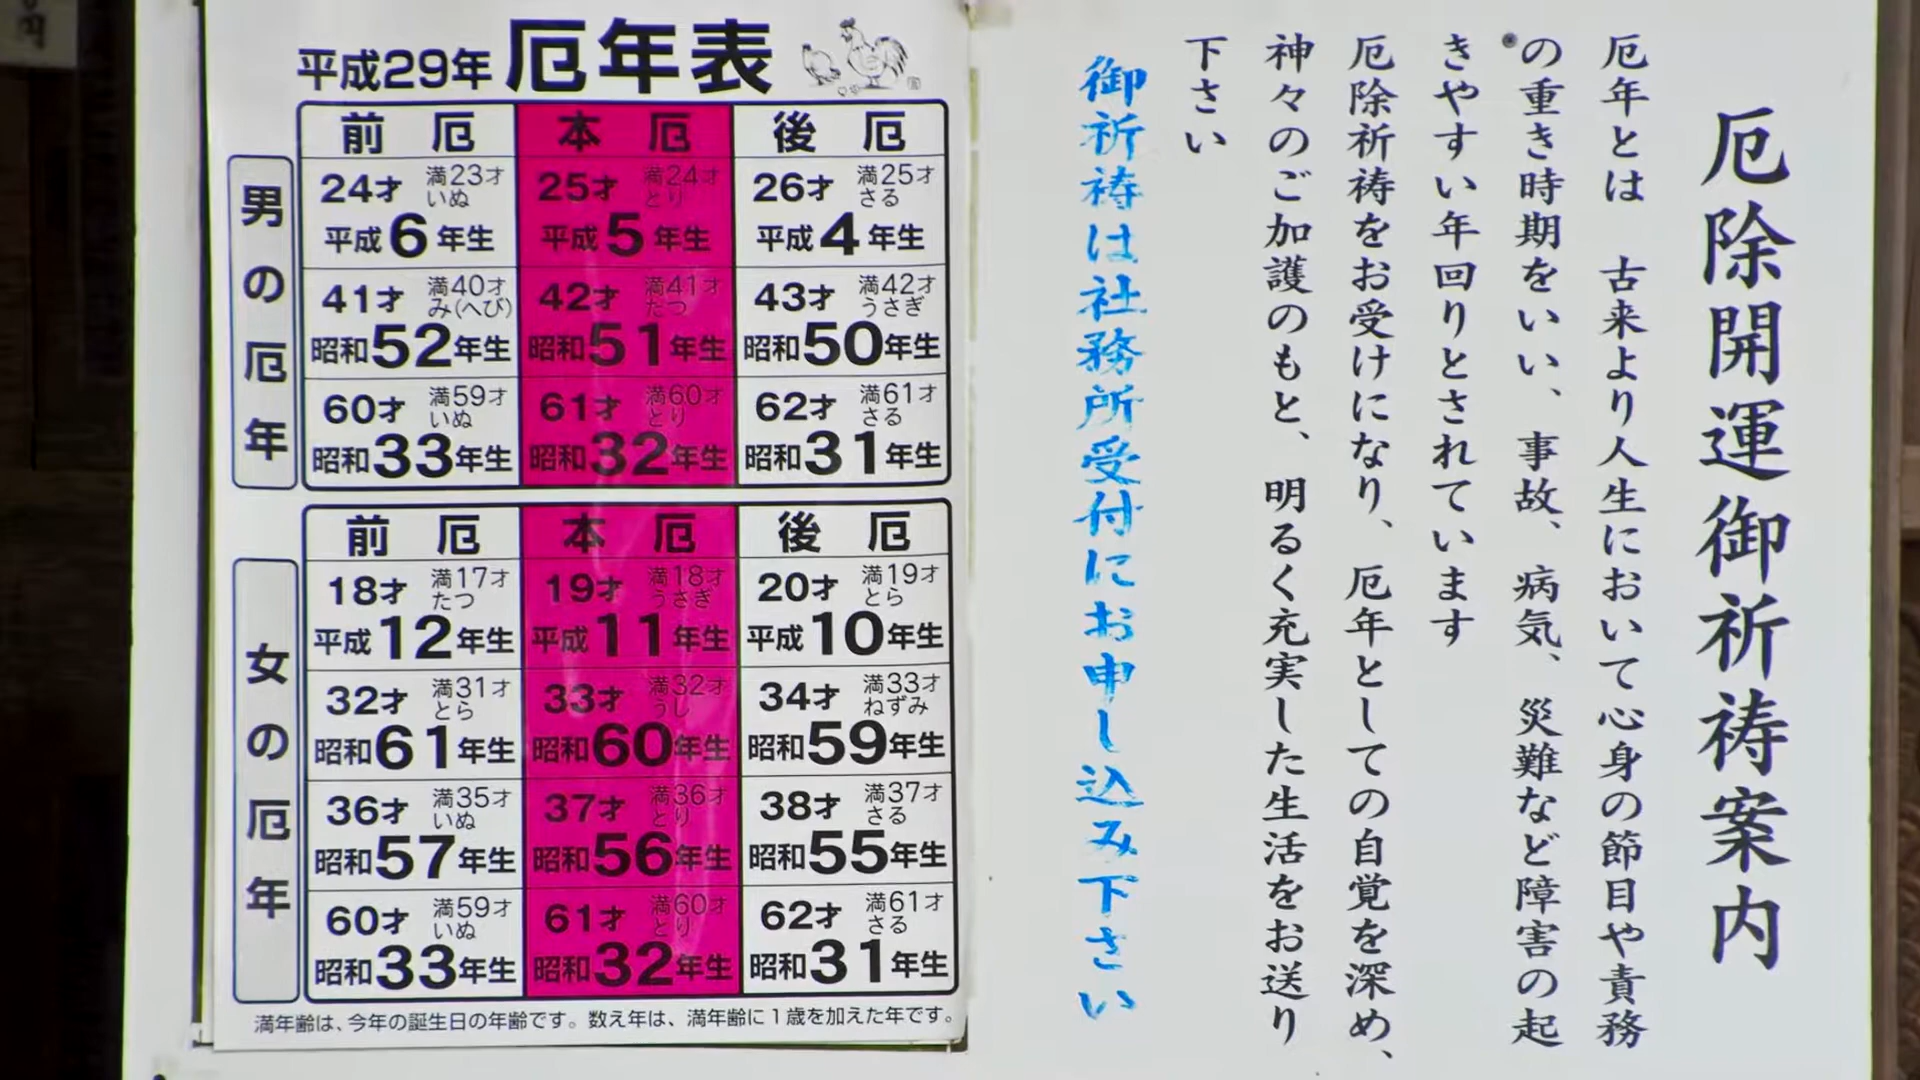 厄除開運御祈祷案内
厄年とは 古来より人生において心身の節目や責務
の重き時期をいい、事故、病気、災難など障害の起
きやすい年回りとされています
厄除祈祷をお受けになり、厄年としての自覚を深め、
神々のご加護のもと、明るく充実した生活をお送り
下さい
御祈祷は社務所受付にお申し込み下さい
平成29年 厄年表
男の厄年
前厄 本厄 後厄
24才 満23才 いぬ 平成6年生
25才 満24才 とり 平成5年生
26才 満25才 さる 平成4年生
41才 満40才 み(へび) 昭和52年生
42才 満41才 たつ 昭和51年生
43才 満42才 うさぎ 昭和50年生
60才 満59才 いぬ 昭和33年生
61才 満60才 とり 昭和32年生
62才 満61才 さる 昭和31年生
女の厄年
前厄 本厄 後厄
18才 満17才 たつ 平成12年生
19才 満18才 うさぎ 平成11年生
20才 満19才 とら 平成10年生
32才 満31才 とら 昭和61年生
33才 満32才 うし 昭和60年生
34才 満33才 ねずみ 昭和59年生
36才 満35才 いぬ 昭和57年生
37才 満36才 とり 昭和56年生
38才 満37才 さる 昭和55年生
60才 満59才 いぬ 昭和33年生
61才 満60才 とり 昭和32年生
62才 満61才 さる 昭和31年生
満年齢は、今年の誕生日の年齢です。数え年は、満年齢に1歳を加えた年です。